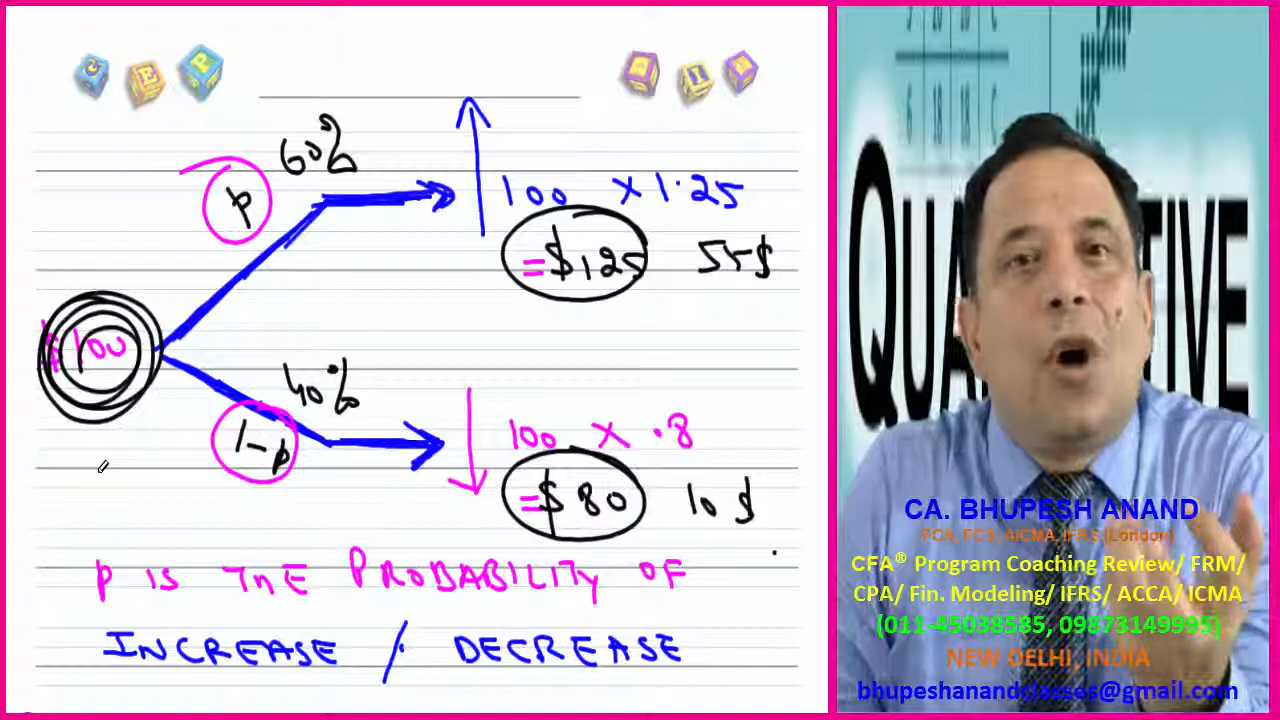 60%
p
100 × 1.25
= $125 55$
$100
40%
1-p
100 × .8
= $80 10 $
P IS THE PROBABILITY OF
INCREASE / DECREASE
QUANTITATIVE
CA. BHUPESH ANAND
FCA, FCS, AICMA, IFRS (London)
CFA® Program Coaching Review/ FRM/
CPA/ Fin. Modeling/ IFRS/ ACCA/ ICMA
(011-45038585, 09873149995)
NEW DELHI, INDIA
bhupeshanandclasses@gmail.com